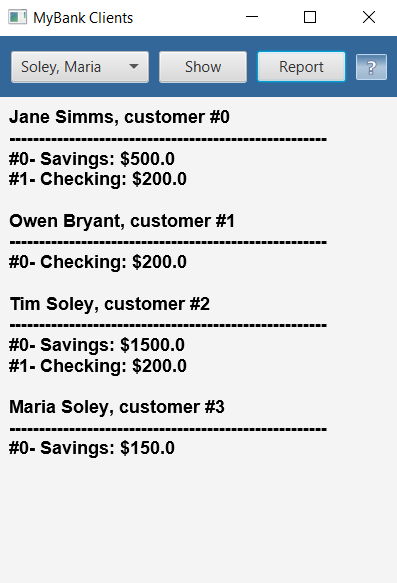 MyBank Clients
Soley, Maria Show Report ?
Jane Simms, customer #0
-----------------------------------------------------
#0- Savings: $500.0
#1- Checking: $200.0
Owen Bryant, customer #1
-----------------------------------------------------
#0- Checking: $200.0
Tim Soley, customer #2
-----------------------------------------------------
#0- Savings: $1500.0
#1- Checking: $200.0
Maria Soley, customer #3
-----------------------------------------------------
#0- Savings: $150.0